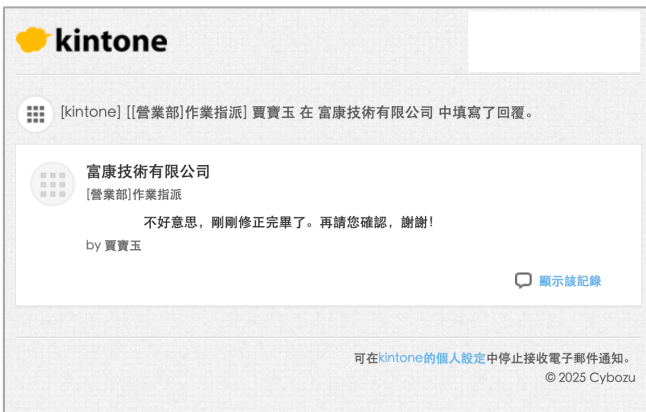 kintone
[kintone] [[營業部]作業指派] 賈寶玉 在 富康技術有限公司 中填寫了回覆。
富康技術有限公司
[營業部]作業指派
不好意思，剛剛修正完畢了。再請您確認，謝謝！
by 賈寶玉
顯示該記錄
可在kintone的個人設定中停止接收電子郵件通知。
© 2025 Cybozu